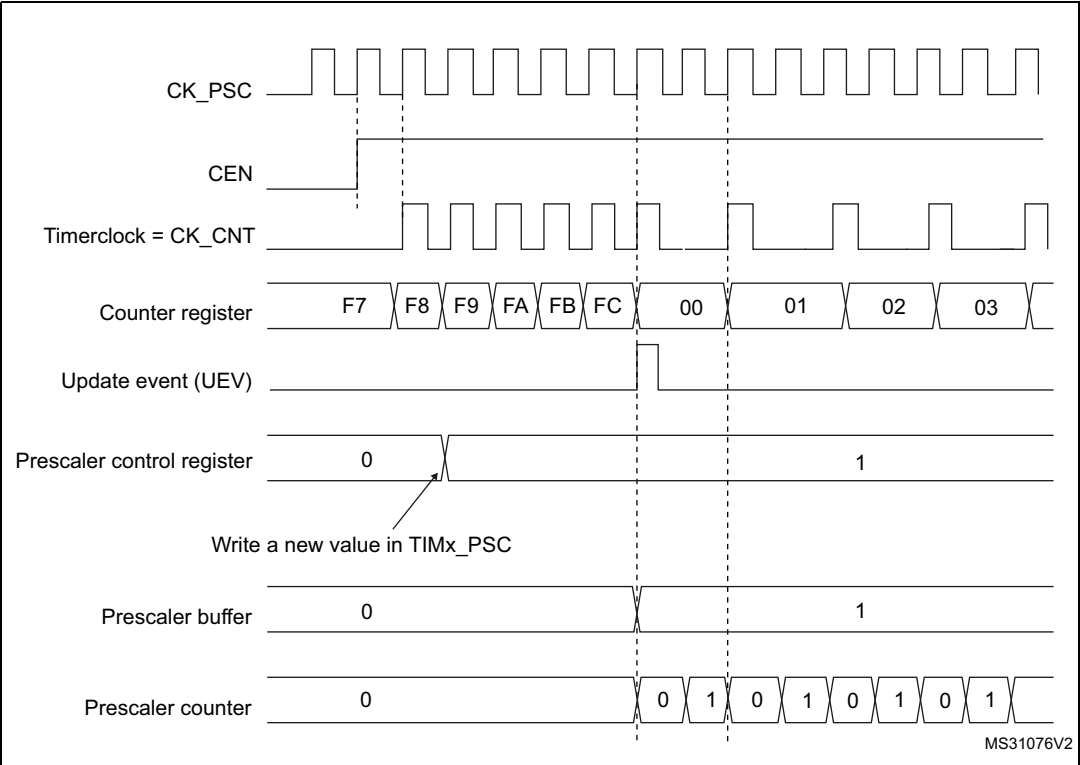 CK_PSC
CEN
Timerclock = CK_CNT
Counter register F7 F8 F9 FA FB FC 00 01 02 03
Update event (UEV)
Prescaler control register 0 1
Write a new value in TIMx_PSC
Prescaler buffer 0 1
Prescaler counter 0 0 1 0 1 0 1 0 1
MS31076V2